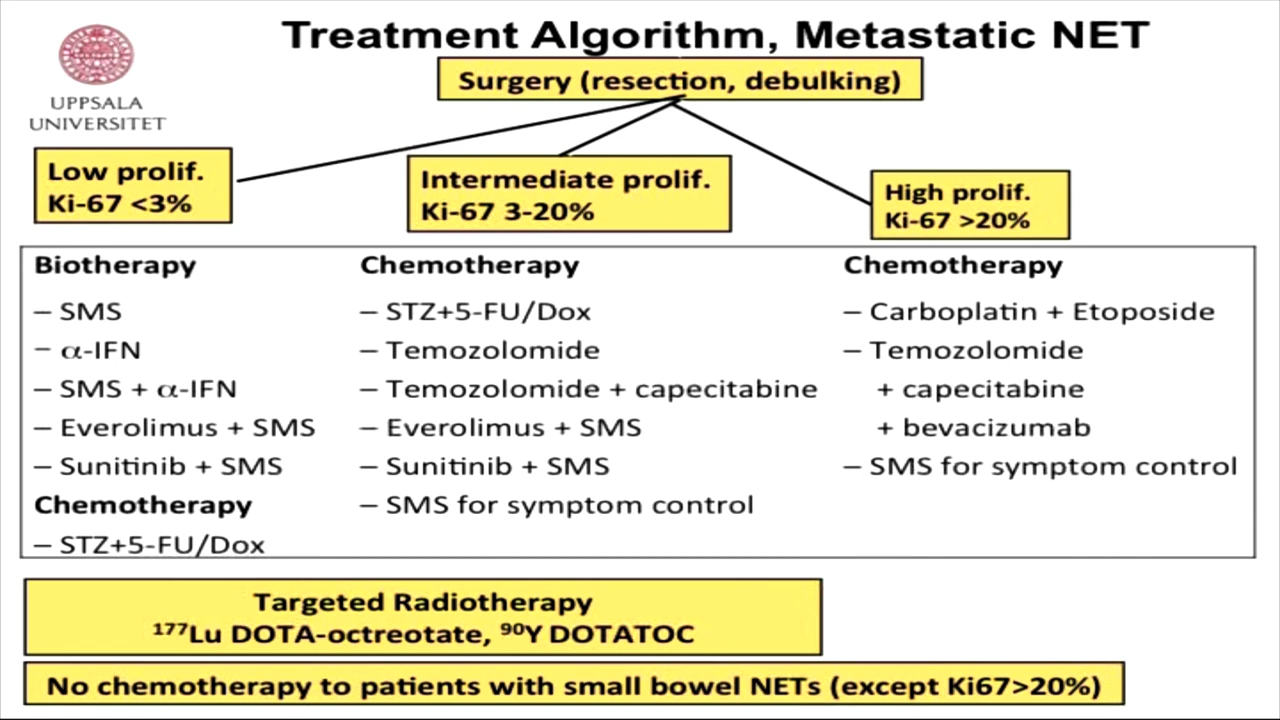 Treatment Algorithm, Metastatic NET
UPPSALA
UNIVERSITET
Surgery (resection, debulking)
Low prolif.
Ki-67 <3%
Intermediate prolif.
Ki-67 3-20%
High prolif.
Ki-67 >20%
Biotherapy
– SMS
– α-IFN
– SMS + α-IFN
– Everolimus + SMS
– Sunitinib + SMS
Chemotherapy
– STZ+5-FU/Dox
Chemotherapy
– STZ+5-FU/Dox
– Temozolomide
– Temozolomide + capecitabine
– Everolimus + SMS
– Sunitinib + SMS
– SMS for symptom control
Chemotherapy
– Carboplatin + Etoposide
– Temozolomide
+ capecitabine
+ bevacizumab
– SMS for symptom control
Targeted Radiotherapy
¹⁷⁷Lu DOTA-octreotate, ⁹⁰Y DOTATOC
No chemotherapy to patients with small bowel NETs (except Ki67>20%)